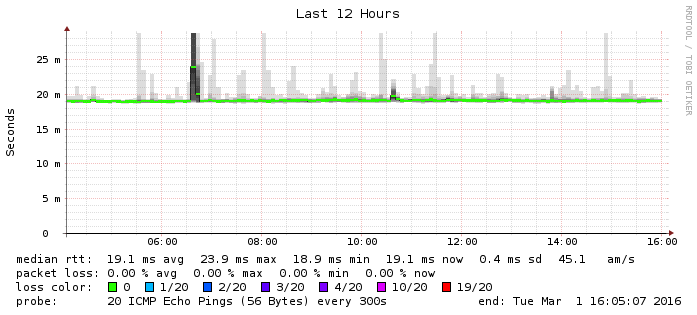 Last 12 Hours
RRDTOOL / TOBI OETIKER
Seconds
25 m
20 m
15 m
10 m
5 m
0
06:00 08:00 10:00 12:00 14:00 16:00
median rtt: 19.1 ms avg 23.9 ms max 18.9 ms min 19.1 ms now 0.4 ms sd 45.1 am/s
packet loss: 0.00 % avg 0.00 % max 0.00 % min 0.00 % now
loss color: 0 1/20 2/20 3/20 4/20 10/20 19/20
probe: 20 ICMP Echo Pings (56 Bytes) every 300s end: Tue Mar 1 16:05:07 2016